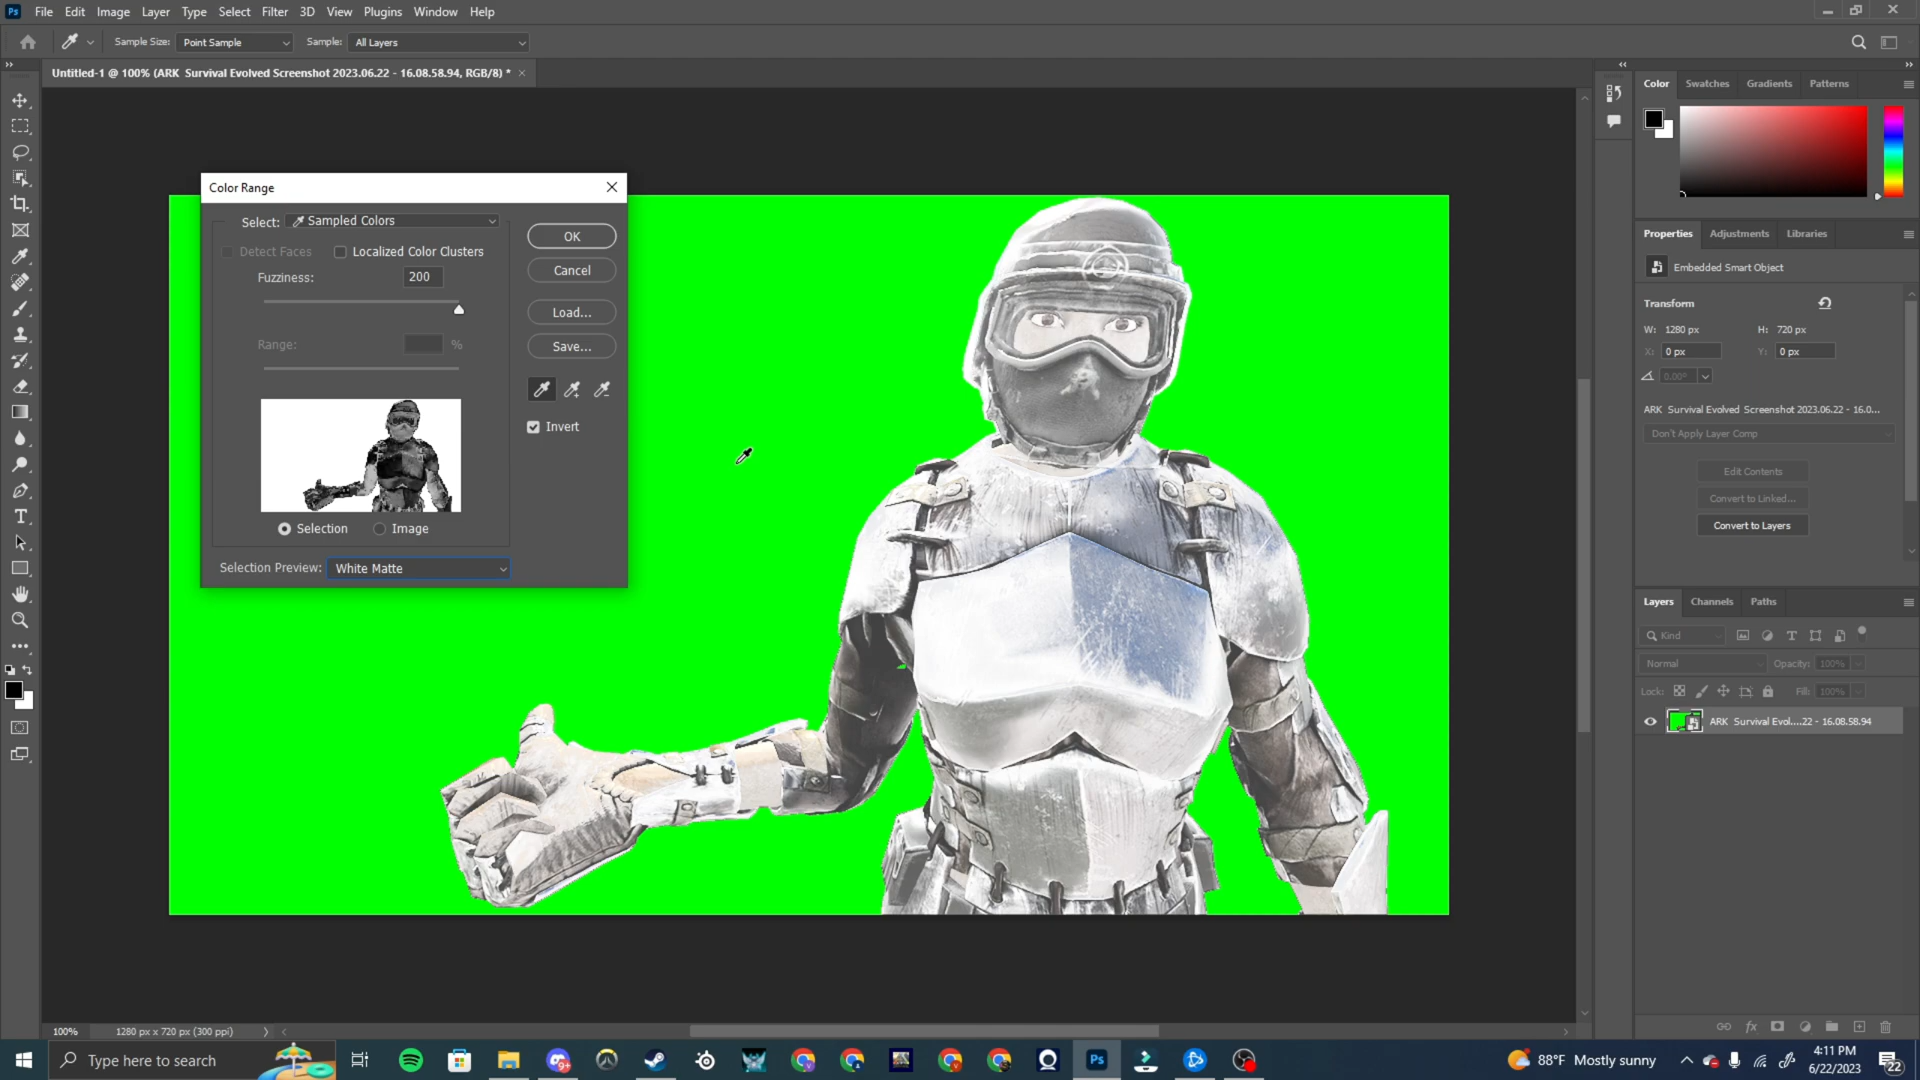 Ps File Edit Image Layer Type Select Filter 3D View Plugins Window Help
Sample Size: Point Sample Sample: All Layers
Untitled-1 @ 100% (ARK Survival Evolved Screenshot 2023.06.22 - 16.08.58.94, RGB/8) * ×
Color Swatches Gradients Patterns
Color Range
Select: Sampled Colors
Detect Faces Localized Color Clusters
Fuzziness: 200
Range: %
Selection Image
Selection Preview: White Matte
OK
Cancel
Load...
Save...
Invert
Properties Adjustments Libraries
Embedded Smart Object
Transform
W: 1280 px H: 720 px
X: 0 px Y: 0 px
0.00°
ARK Survival Evolved Screenshot 2023.06.22 - 16.0...
Don't Apply Layer Comp
Edit Contents
Convert to Linked...
Convert to Layers
Layers Channels Paths
Kind
Normal Opacity: 100%
Lock: Fill: 100%
ARK Survival Evol....22 - 16.08.58.94
fx
100% 1280 px x 720 px (300 ppi)
Type here to search
9+
Ps
88°F Mostly sunny
4:11 PM
6/22/2023
22